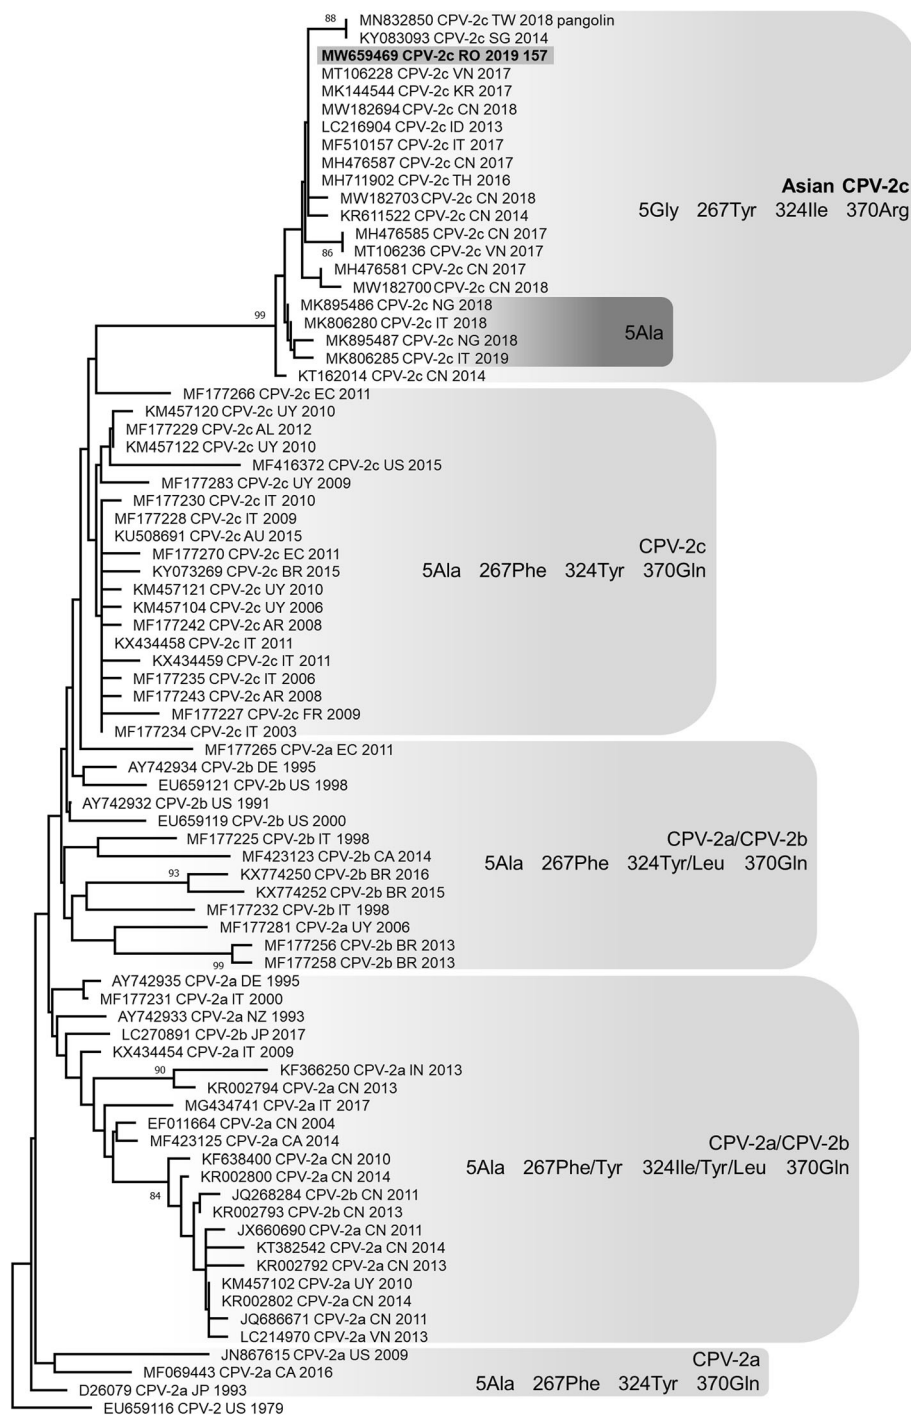 88
MN832850 CPV-2c TW 2018 pangolin
KY083093 CPV-2c SG 2014
MW659469 CPV-2c RO 2019 157
MT106228 CPV-2c VN 2017
MK144544 CPV-2c KR 2017
MW182694 CPV-2c CN 2018
LC216904 CPV-2c ID 2013
MF510157 CPV-2c IT 2017
MH476587 CPV-2c CN 2017
MH711902 CPV-2c TH 2016
Asian CPV-2c
MW182703 CPV-2c CN 2018
5Gly 267Tyr 324Ile 370Arg
KR611522 CPV-2c CN 2014
MH476585 CPV-2c CN 2017
86
MT106236 CPV-2c VN 2017
MH476581 CPV-2c CN 2017
MW182700 CPV-2c CN 2018
MK895486 CPV-2c NG 2018
99
MK806280 CPV-2c IT 2018
5Ala
MK895487 CPV-2c NG 2018
MK806285 CPV-2c IT 2019
KT162014 CPV-2c CN 2014
MF177266 CPV-2c EC 2011
KM457120 CPV-2c UY 2010
MF177229 CPV-2c AL 2012
KM457122 CPV-2c UY 2010
MF416372 CPV-2c US 2015
MF177283 CPV-2c UY 2009
MF177230 CPV-2c IT 2010
MF177228 CPV-2c IT 2009
KU508691 CPV-2c AU 2015
CPV-2c
MF177270 CPV-2c EC 2011
KY073269 CPV-2c BR 2015
5Ala 267Phe 324Tyr 370Gln
KM457121 CPV-2c UY 2010
KM457104 CPV-2c UY 2006
MF177242 CPV-2c AR 2008
KX434458 CPV-2c IT 2011
KX434459 CPV-2c IT 2011
MF177235 CPV-2c IT 2006
MF177243 CPV-2c AR 2008
MF177227 CPV-2c FR 2009
MF177234 CPV-2c IT 2003
MF177265 CPV-2a EC 2011
AY742934 CPV-2b DE 1995
EU659121 CPV-2b US 1998
AY742932 CPV-2b US 1991
EU659119 CPV-2b US 2000
MF177225 CPV-2b IT 1998
CPV-2a/CPV-2b
MF423123 CPV-2b CA 2014
5Ala 267Phe 324Tyr/Leu 370Gln
93
KX774250 CPV-2b BR 2016
KX774252 CPV-2b BR 2015
MF177232 CPV-2b IT 1998
MF177281 CPV-2a UY 2006
MF177256 CPV-2b BR 2013
99
MF177258 CPV-2b BR 2013
AY742935 CPV-2a DE 1995
MF177231 CPV-2a IT 2000
AY742933 CPV-2a NZ 1993
LC270891 CPV-2b JP 2017
KX434454 CPV-2a IT 2009
90
KF366250 CPV-2a IN 2013
KR002794 CPV-2a CN 2013
MG434741 CPV-2a IT 2017
EF011664 CPV-2a CN 2004
MF423125 CPV-2a CA 2014
CPV-2a/CPV-2b
KF638400 CPV-2a CN 2010
5Ala 267Phe/Tyr 324Ile/Tyr/Leu 370Gln
KR002800 CPV-2a CN 2014
84
JQ268284 CPV-2b CN 2011
KR002793 CPV-2b CN 2013
JX660690 CPV-2a CN 2011
KT382542 CPV-2a CN 2014
KR002792 CPV-2a CN 2013
KM457102 CPV-2a UY 2010
KR002802 CPV-2a CN 2014
JQ686671 CPV-2a CN 2011
LC214970 CPV-2a VN 2013
JN867615 CPV-2a US 2009
CPV-2a
MF069443 CPV-2a CA 2016
5Ala 267Phe 324Tyr 370Gln
D26079 CPV-2a JP 1993
EU659116 CPV-2 US 1979